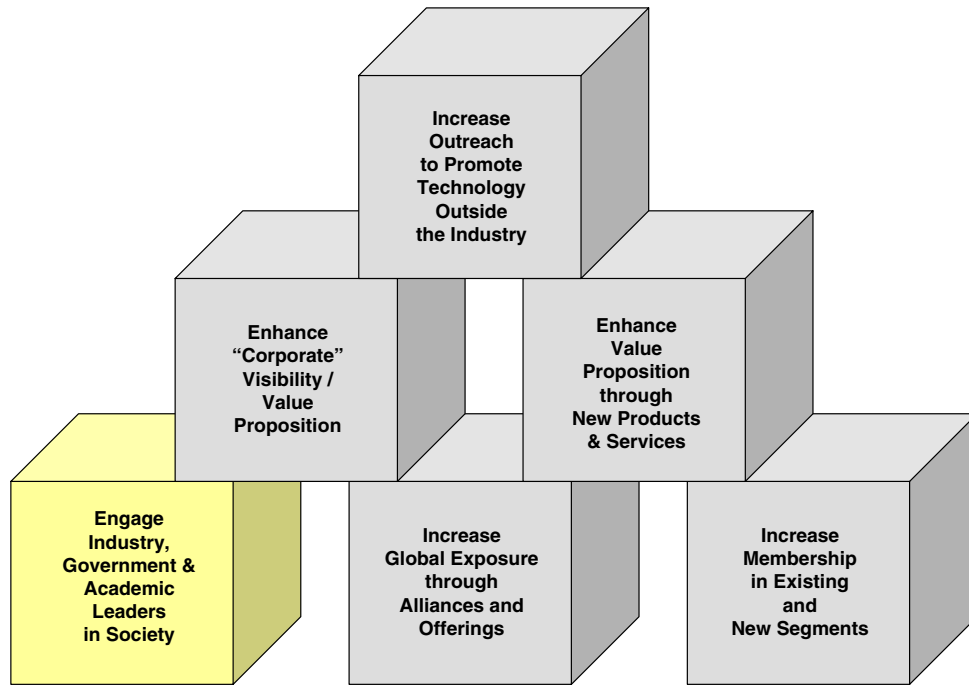 Increase
Outreach
to Promote
Technology
Outside
the Industry
Enhance
“Corporate”
Visibility /
Value
Proposition
Enhance
Value
Proposition
through
New Products
& Services
Engage
Industry,
Government &
Academic
Leaders
in Society
Increase
Global Exposure
through
Alliances and
Offerings
Increase
Membership
in Existing
and
New Segments